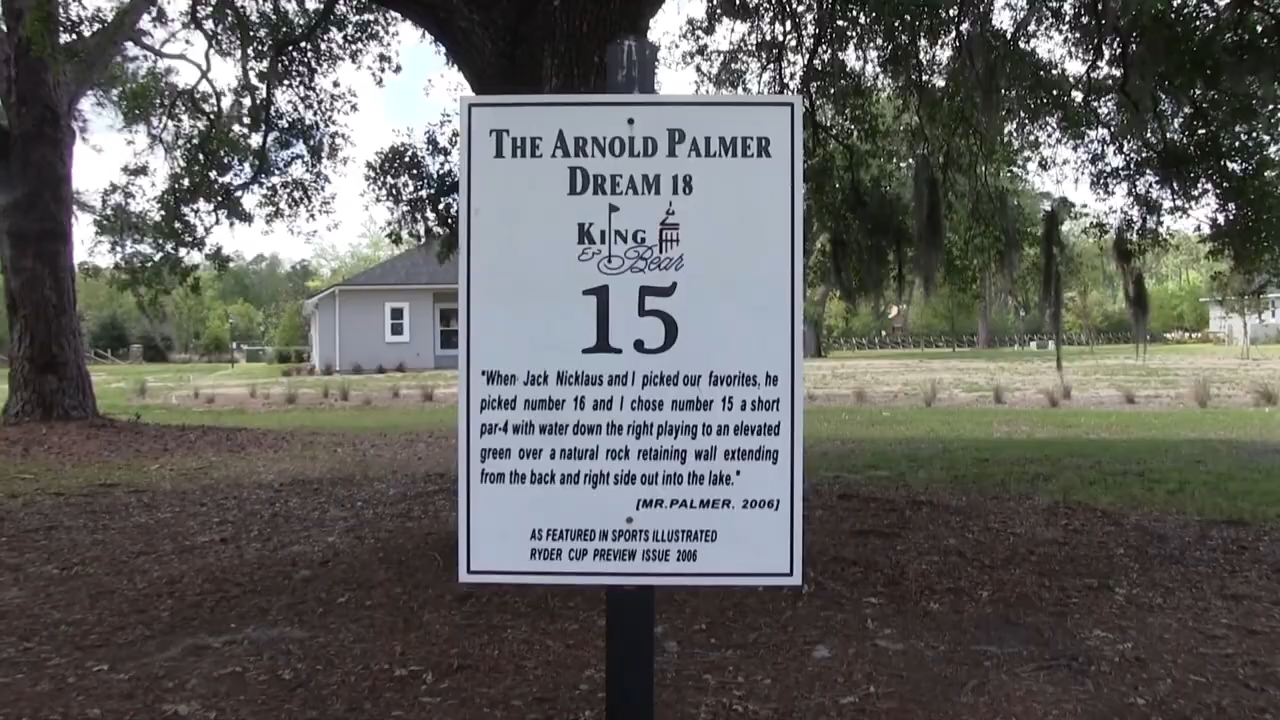 THE ARNOLD PALMER
DREAM 18
KING
& Bear
15
"When Jack Nicklaus and I picked our favorites, he
picked number 16 and I chose number 15 a short
par-4 with water down the right playing to an elevated
green over a natural rock retaining wall extending
from the back and right side out into the lake."
[MR.PALMER, 2006]
AS FEATURED IN SPORTS ILLUSTRATED
RYDER CUP PREVIEW ISSUE 2006